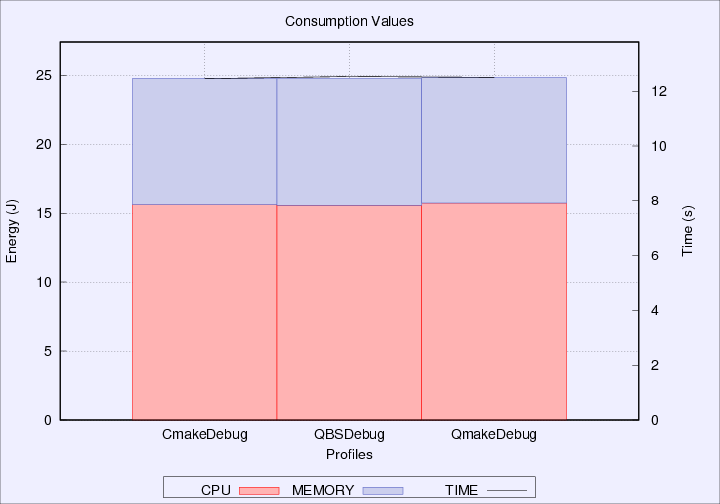 Consumption Values
25
20
15
10
5
0
Energy (J)
12
10
8
6
4
2
0
Time (s)
CmakeDebug QBSDebug QmakeDebug
Profiles
CPU MEMORY TIME